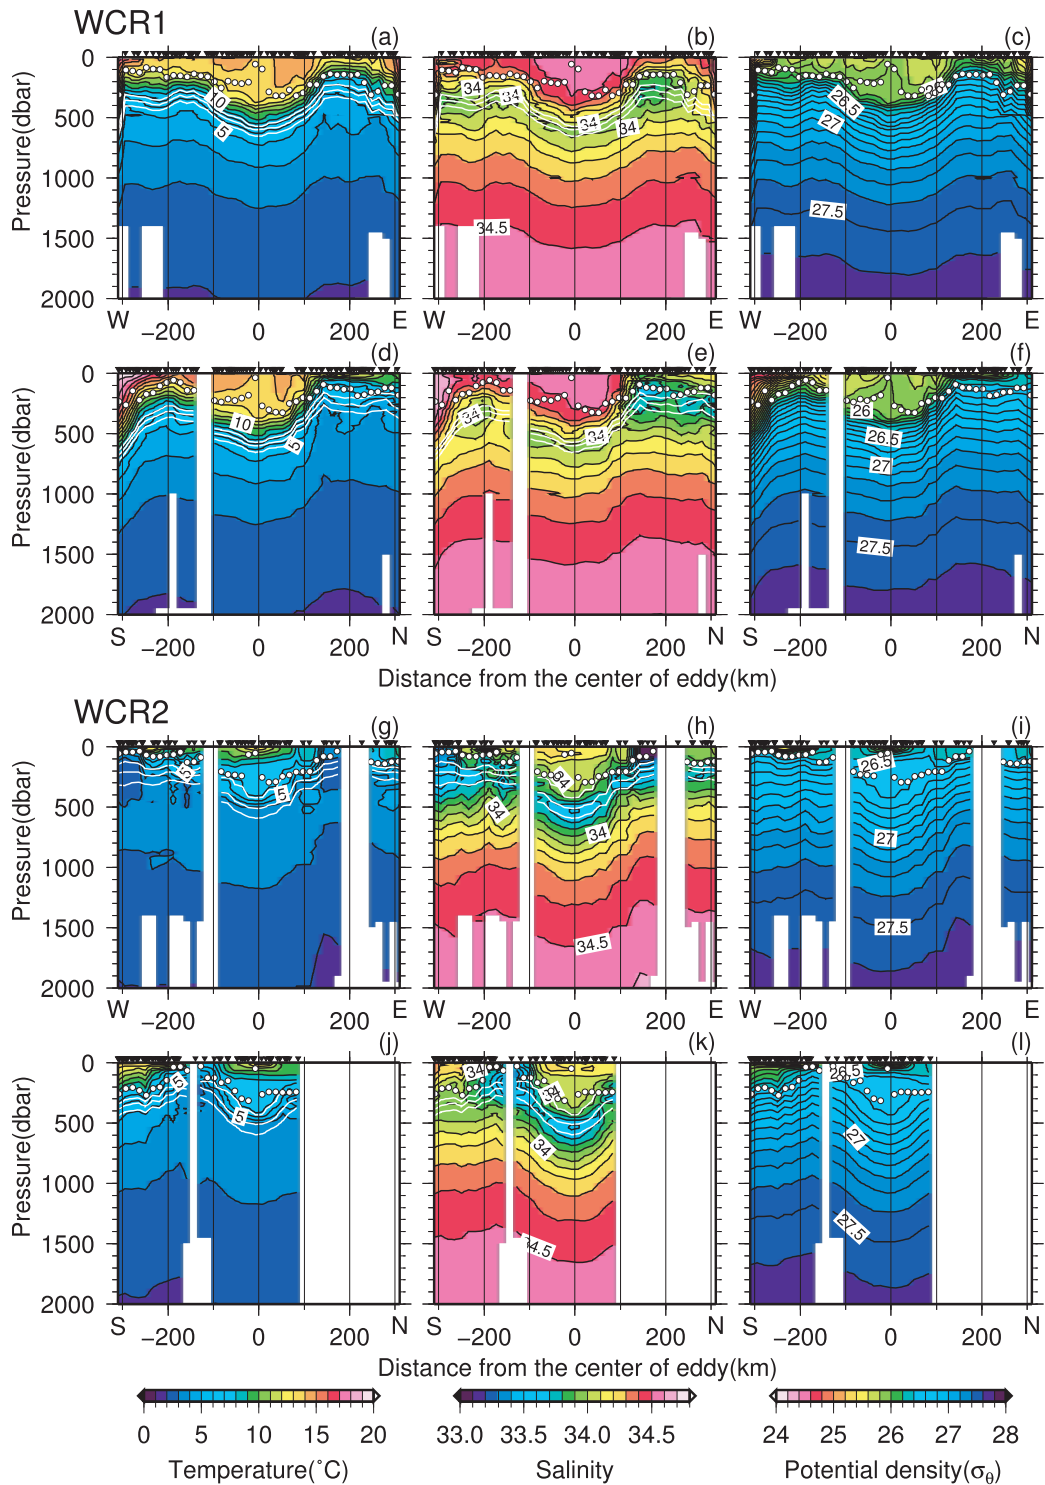 WCR1
(a) (b) (c)
0
500
1000
1500
2000
Pressure(dbar)
10
5
34
34
34
34
34.5
26
26.5
27
27.5
W −200 0 200 E
W −200 0 200 E
W −200 0 200 E
(d) (e) (f)
0
500
1000
1500
2000
Pressure(dbar)
10
5
34
34
26
26.5
27
27.5
S −200 0 200 N
S −200 0 200 N
S −200 0 200 N
Distance from the center of eddy(km)
WCR2
(g) (h) (i)
0
500
1000
1500
2000
Pressure(dbar)
5
5
34
34
34
34.5
26.5
27
27.5
W −200 0 200 E
W −200 0 200 E
W −200 0 200 E
(j) (k) (l)
0
500
1000
1500
2000
Pressure(dbar)
5
5
34
34
34
34.5
26.5
27
27.5
S −200 0 200 N
S −200 0 200 N
S −200 0 200 N
Distance from the center of eddy(km)
0 5 10 15 20
Temperature(˚C)
33.0 33.5 34.0 34.5
Salinity
24 25 26 27 28
Potential density(σθ)